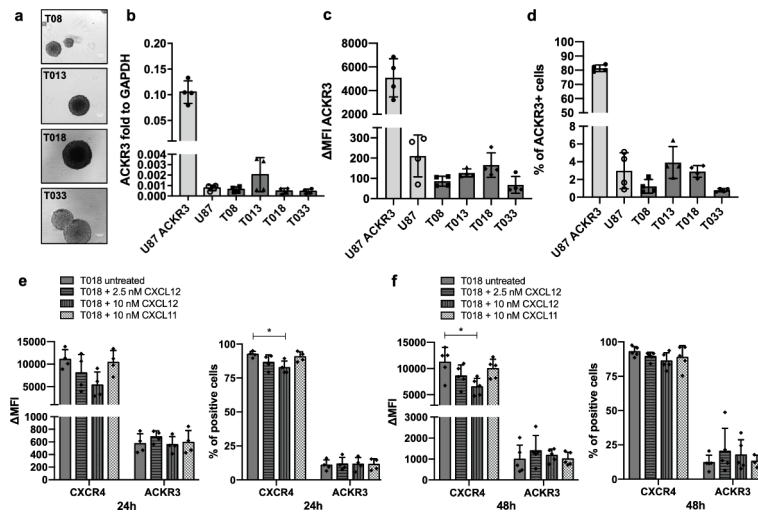 a
T08
T013
T018
T033
b
ACKR3 fold to GAPDH
0.20
0.15
0.10
0.05
0.004
0.003
0.002
0.001
0.000
U87 ACKR3
U87
T08
T013
T018
T033
c
ΔMFI ACKR3
8000
6000
4000
2000
300
200
100
0
U87 ACKR3
U87
T08
T013
T018
T033
d
% of ACKR3+ cells
100
90
80
70
60
8
6
4
2
0
U87 ACKR3
U87
T08
T013
T018
T033
e
T018 untreated
T018 + 2.5 nM CXCL12
T018 + 10 nM CXCL12
T018 + 10 nM CXCL11
ΔMFI
15000
10000
5000
1000
800
600
400
200
0
CXCR4 ACKR3
24h
% of positive cells
100
75
50
25
0
*
CXCR4 ACKR3
24h
f
T018 untreated
T018 + 2.5 nM CXCL12
T018 + 10 nM CXCL12
T018 + 10 nM CXCL11
ΔMFI
15000
10000
5000
3000
2000
1000
0
*
CXCR4 ACKR3
48h
% of positive cells
100
75
50
25
0
CXCR4 ACKR3
48h